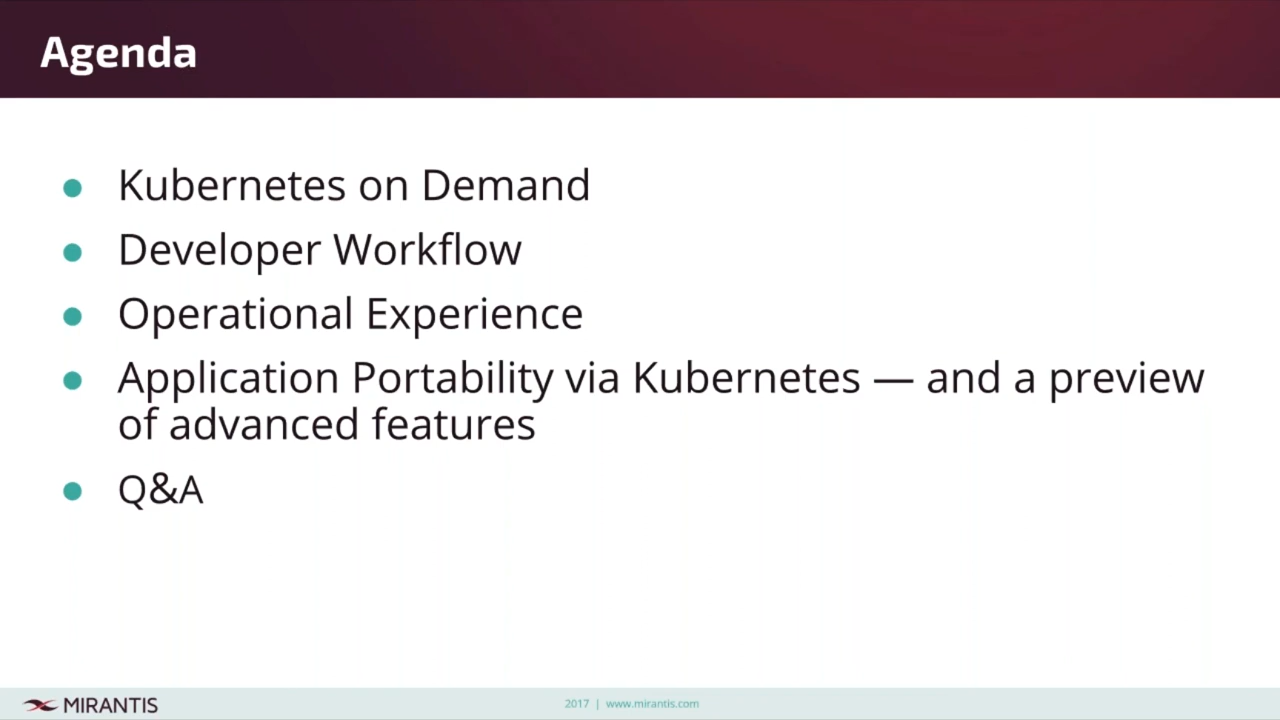 Agenda
Kubernetes on Demand
Developer Workflow
Operational Experience
Application Portability via Kubernetes — and a preview
of advanced features
Q&A
MIRANTIS
2017 | www.mirantis.com